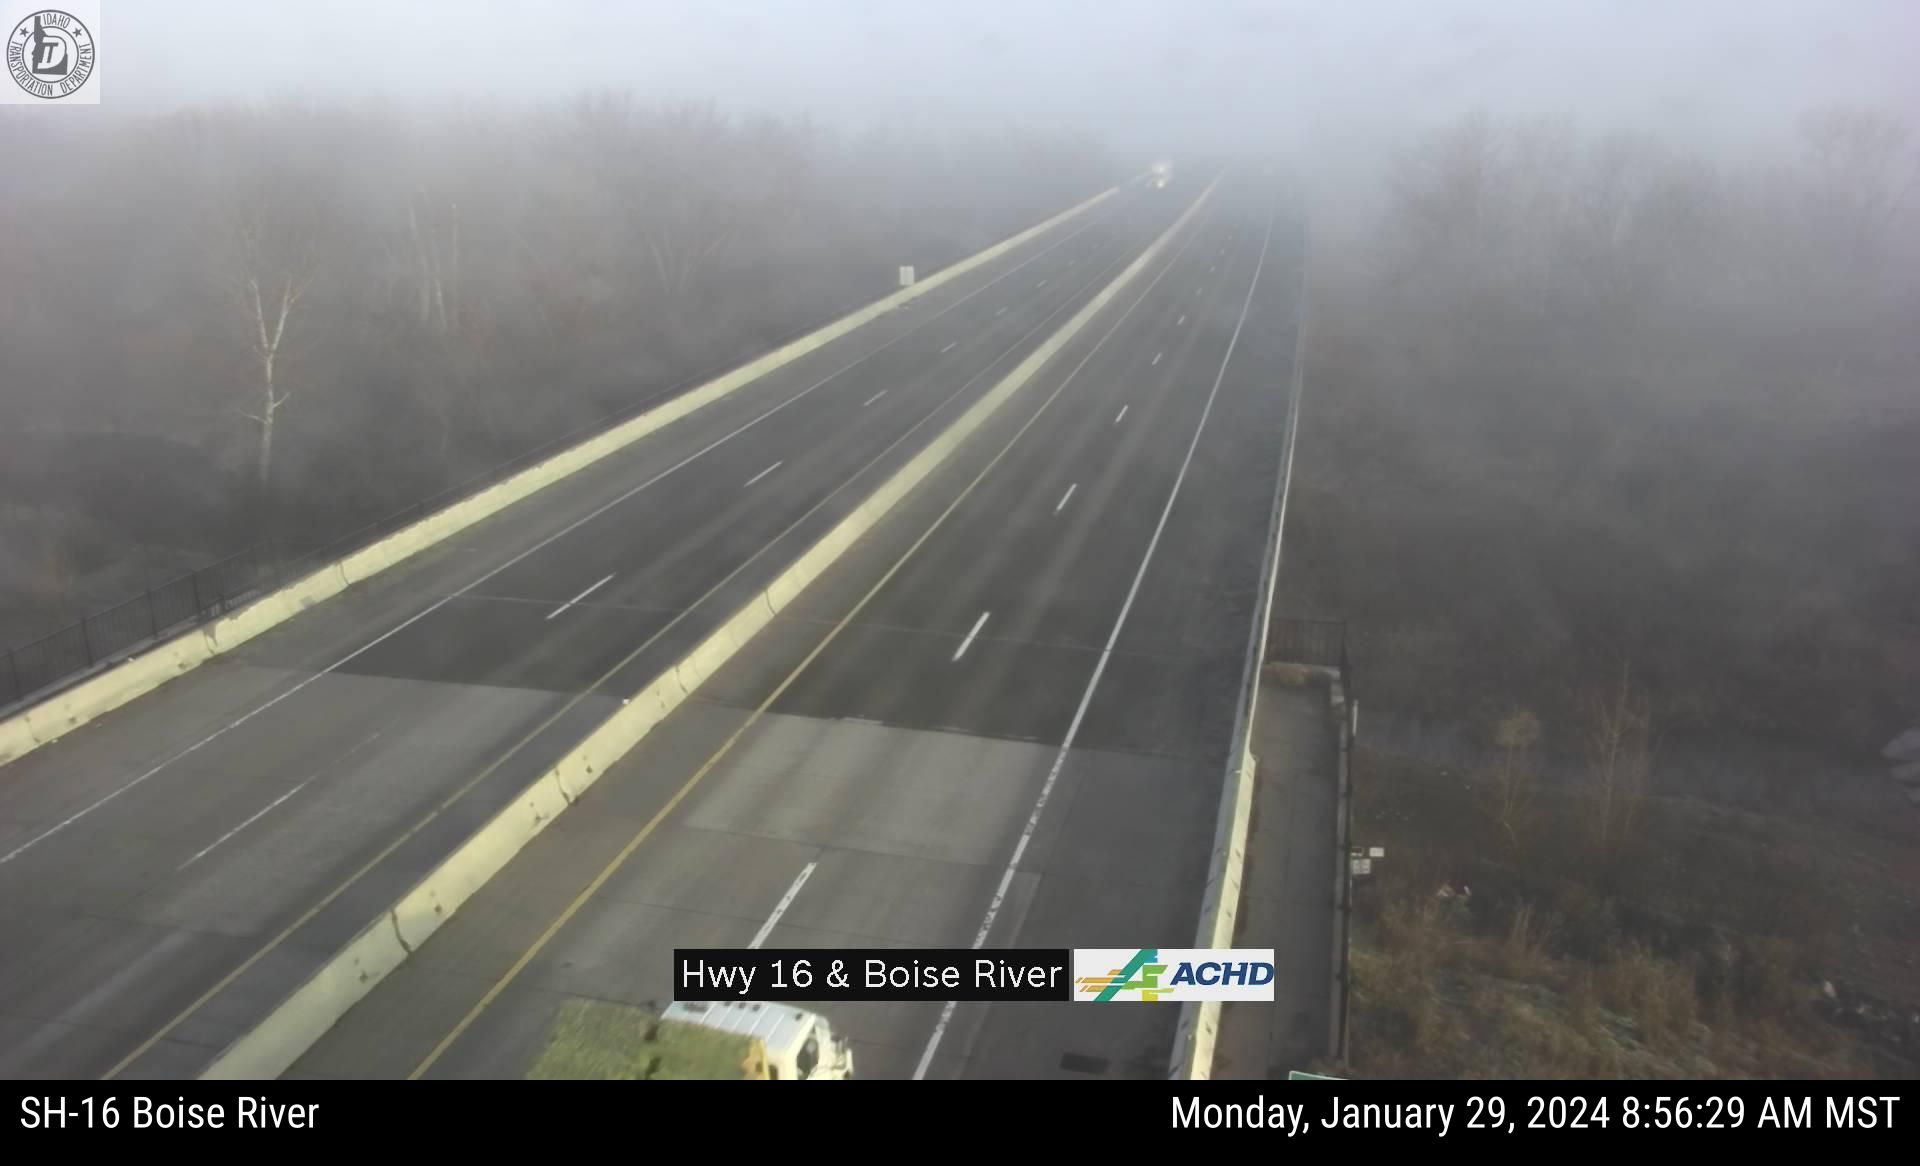 IDAHO
TRANSPORTATION DEPARTMENT
Hwy 16 & Boise River
ACHD
SH-16 Boise River
Monday, January 29, 2024 8:56:29 AM MST